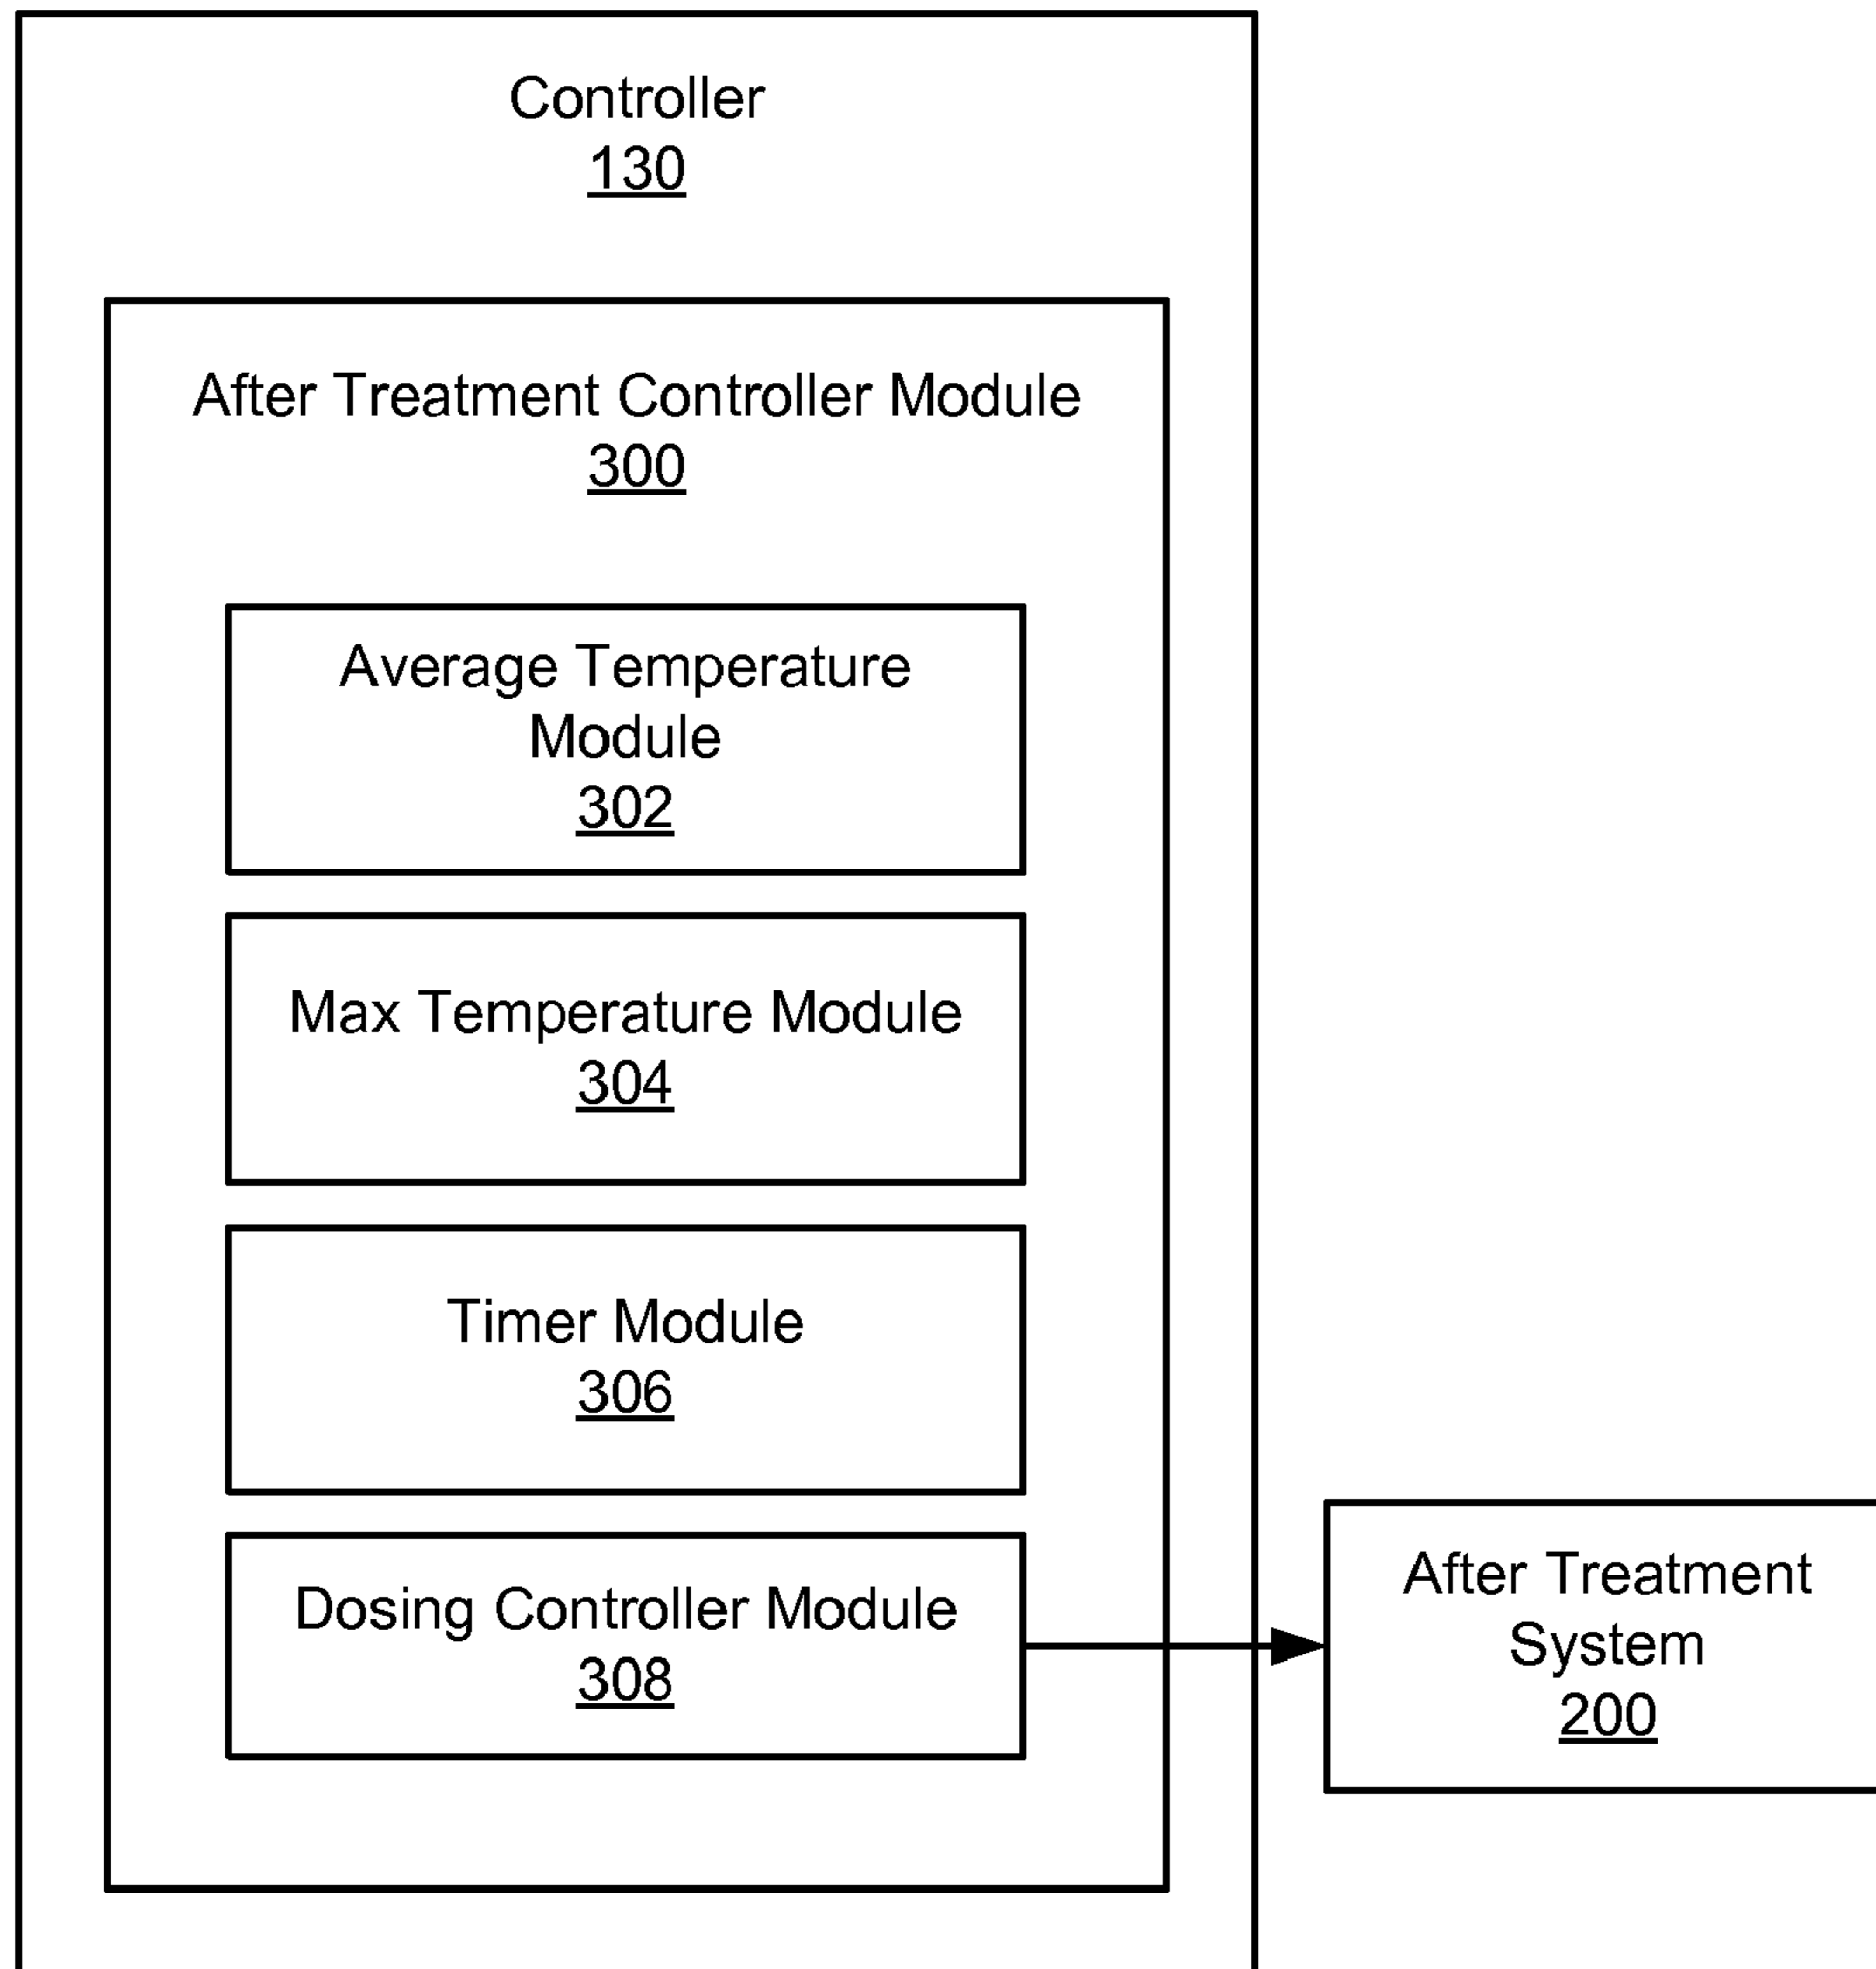 Controller
130
After Treatment Controller Module
300
Average Temperature
Module
302
Max Temperature Module
304
Timer Module
306
Dosing Controller Module
308
After Treatment
System
200